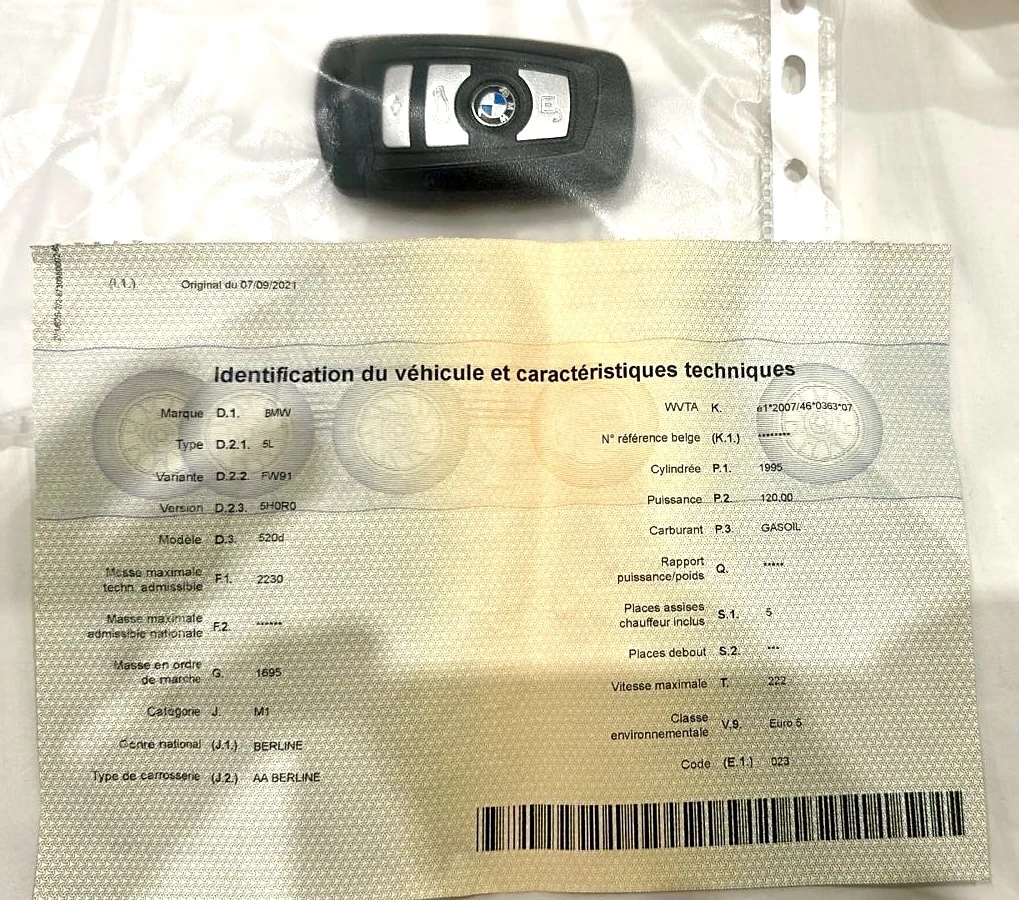 BMW
(I.1.) Original du 07/09/2021
Identification du véhicule et caractéristiques techniques
Marque D.1. BMW
Type D.2.1. 5L
Variante D.2.2. FW91
Version D.2.3. 5H0R0
Modèle D.3. 520d
Masse maximale
techn. admissible F.1. 2230
Masse maximale
admissible nationale F.2. ******
Masse en ordre
de marche G. 1695
Catégorie J. M1
Genre national (J.1.) BERLINE
Type de carrosserie (J.2.) AA BERLINE
WVTA K. e1*2007/46*0363*07
N° référence belge (K.1.) ********
Cylindrée P.1. 1995
Puissance P.2. 120,00
Carburant P.3. GASOIL
Rapport
puissance/poids Q. *****
Places assises
chauffeur inclus S.1. 5
Places debout S.2. ***
Vitesse maximale T. 222
Classe
environnementale V.9. Euro 5
Code (E.1.) 023